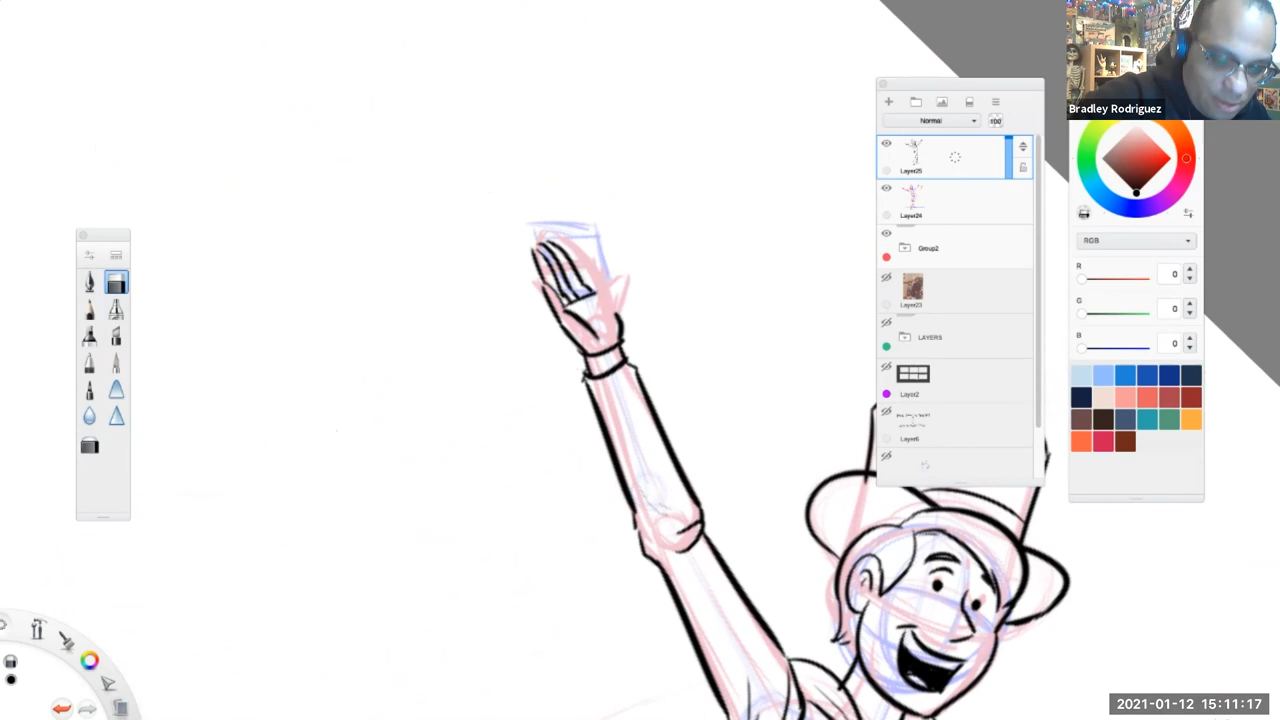 Bradley Rodriguez
Normal
100
Layer25
Layer24
Group2
Layer23
LAYERS
Layer2
Layer6
RGB
R
0
G
0
B
0
2021-01-12 15:11:17